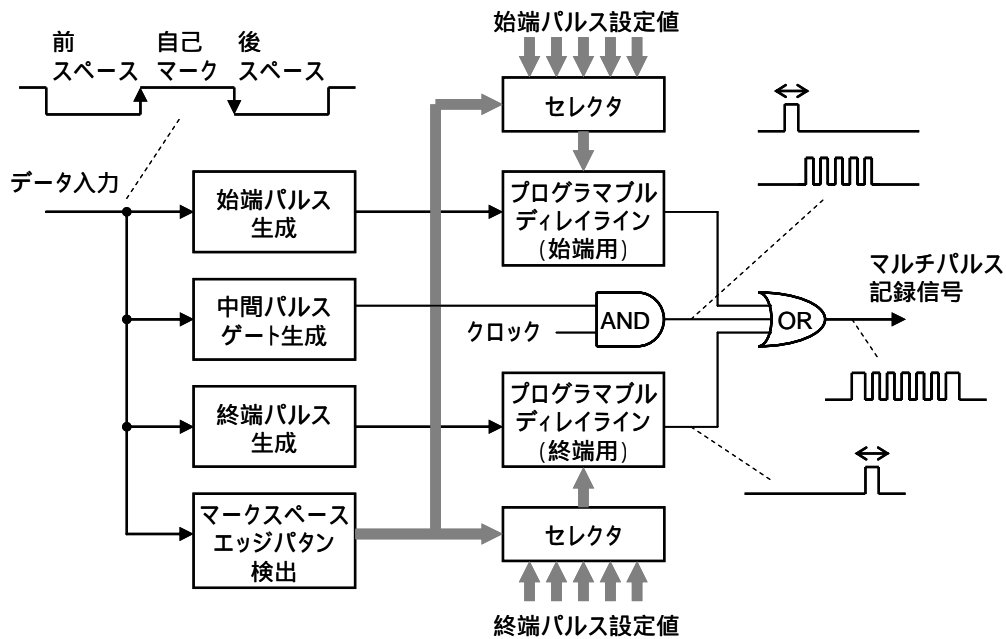 始端パルス設定値
前
スペース
自己
マーク
後
スペース
セレクタ
データ入力
始端パルス
生成
プログラマブル
ディレイライン
(始端用)
中間パルス
ゲート生成
クロック
AND
OR
マルチパルス
記録信号
終端パルス
生成
プログラマブル
ディレイライン
(終端用)
マークスペース
エッジパタン
検出
セレクタ
終端パルス設定値